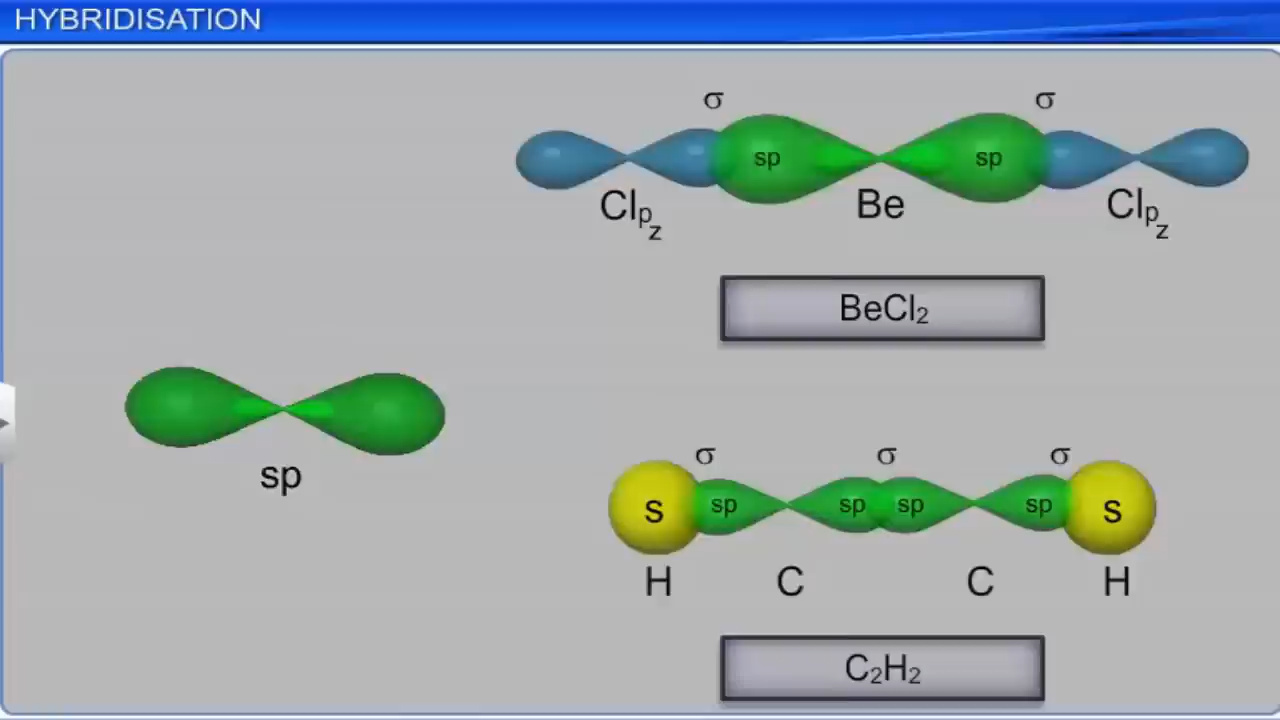 HYBRIDISATION
σ σ
sp sp
Clpz Be Clpz
BeCl₂
sp
σ σ σ
s sp sp sp sp s
H C C H
C₂H₂